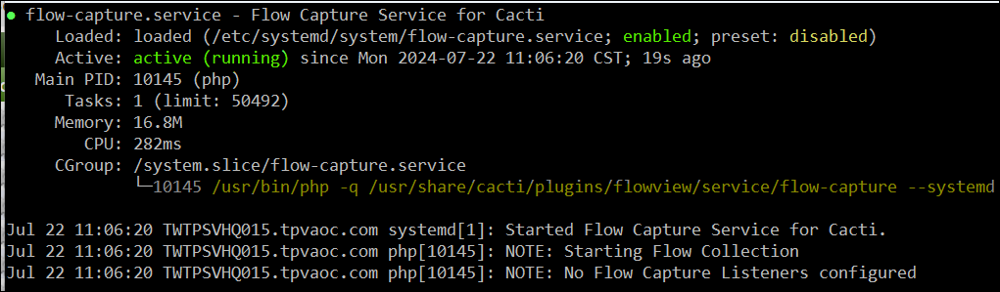 ● flow-capture.service - Flow Capture Service for Cacti
Loaded: loaded (/etc/systemd/system/flow-capture.service; enabled; preset: disabled)
Active: active (running) since Mon 2024-07-22 11:06:20 CST; 19s ago
Main PID: 10145 (php)
Tasks: 1 (limit: 50492)
Memory: 16.8M
CPU: 282ms
CGroup: /system.slice/flow-capture.service
└─10145 /usr/bin/php -q /usr/share/cacti/plugins/flowview/service/flow-capture --systemd
Jul 22 11:06:20 TWTPSVHQ015.tpvaoc.com systemd[1]: Started Flow Capture Service for Cacti.
Jul 22 11:06:20 TWTPSVHQ015.tpvaoc.com php[10145]: NOTE: Starting Flow Collection
Jul 22 11:06:20 TWTPSVHQ015.tpvaoc.com php[10145]: NOTE: No Flow Capture Listeners configured